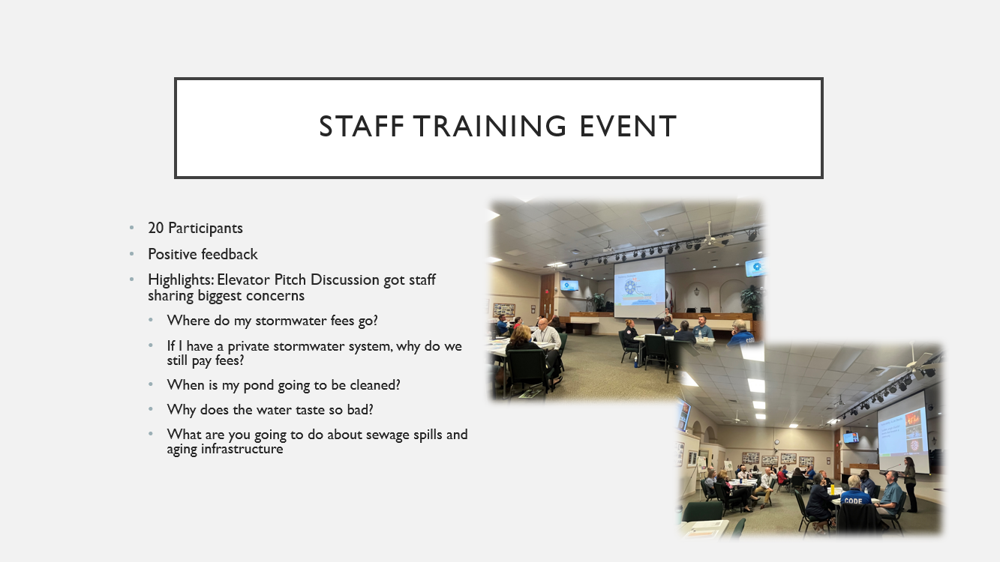 STAFF TRAINING EVENT
• 20 Participants
• Positive feedback
• Highlights: Elevator Pitch Discussion got staff
sharing biggest concerns
• Where do my stormwater fees go?
• If I have a private stormwater system, why do we
still pay fees?
• When is my pond going to be cleaned?
• Why does the water taste so bad?
• What are you going to do about sewage spills and
aging infrastructure
CODE